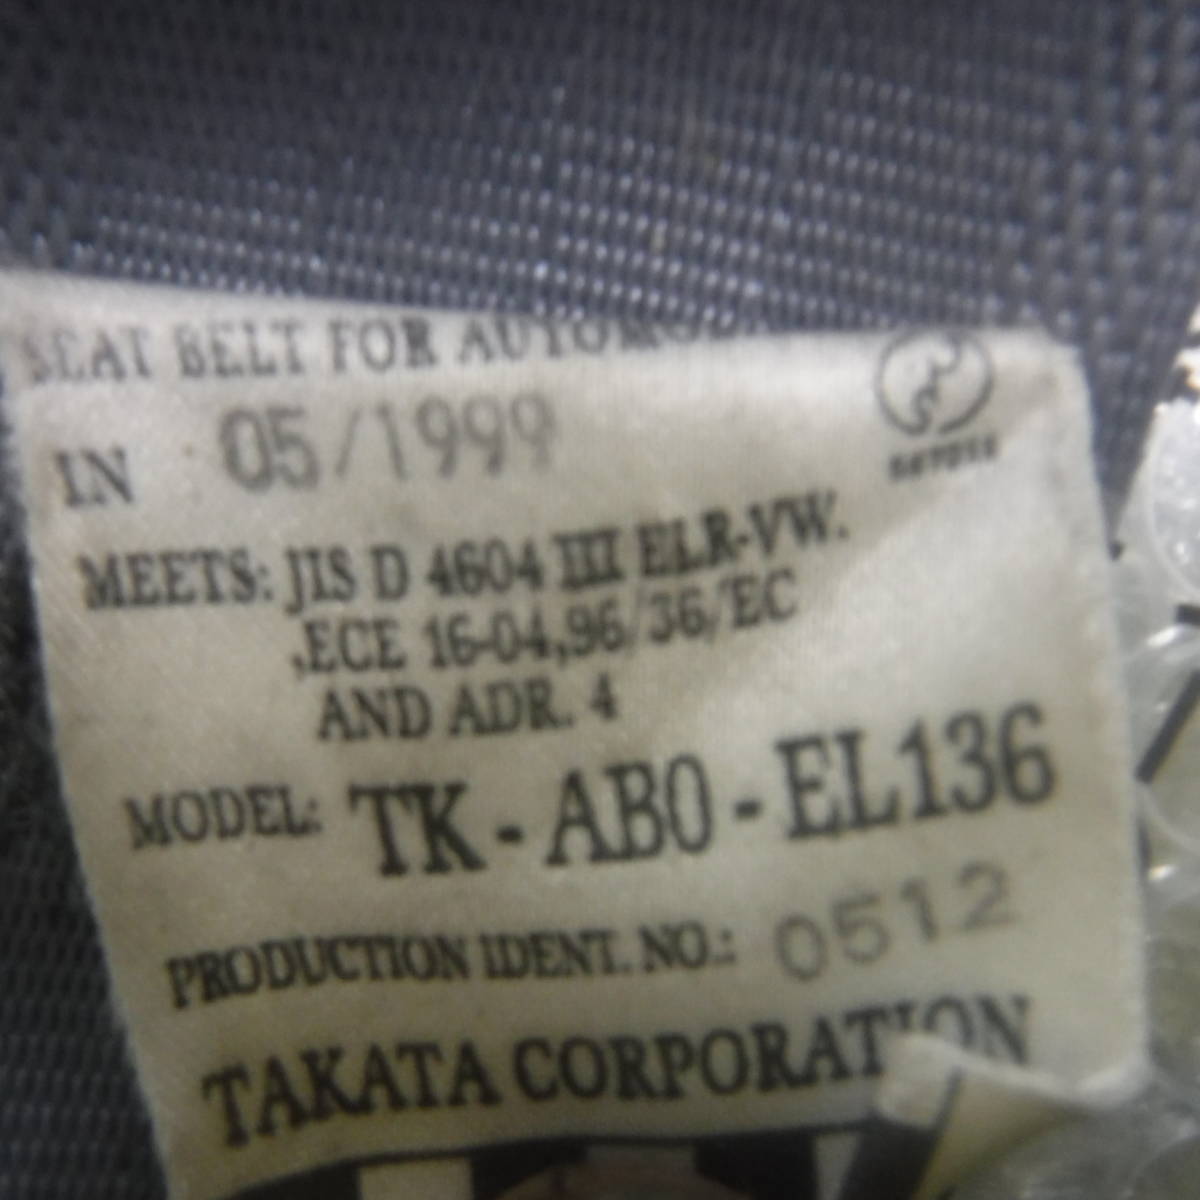 SEAT BELT FOR
IN 05/1999
MEETS: JIS D 4604 III ELR-VW.
,ECE 16-04,96/36/EC
AND ADR. 4
MODEL: TK-AB0-EL136
PRODUCTION IDENT. NO.: 0512
TAKATA CORPORATION